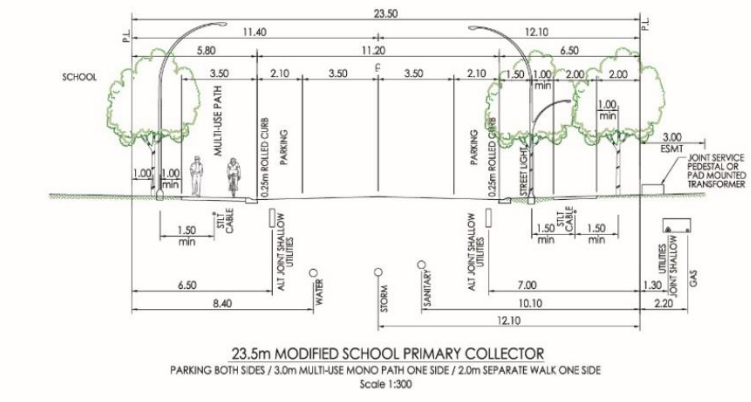 23.50
P.L.
P.L.
11.40
12.10
5.80
11.20
6.50
SCHOOL
3.50
2.10
3.50
℄
3.50
2.10
1.50
1.00
min
2.00
2.00
MULTI-USE PATH
0.25m ROLLED CURB
PARKING
PARKING
0.25m ROLLED CURB
STREET LIGHT
1.00
min
3.00
ESMT
1.00
1.00
min
JOINT SERVICE
PEDESTAL OR
PAD MOUNTED
TRANSFORMER
STLT
CABLE
1.50
min
ALT JOINT SHALLOW
UTILITIES
ALT JOINT SHALLOW
UTILITIES
STLT
CABLE
1.50
min
1.50
min
UTILITIES
JOINT SHALLOW
GAS
WATER
STORM
SANITARY
6.50
7.00
1.30
8.40
10.10
2.20
12.10
23.5m MODIFIED SCHOOL PRIMARY COLLECTOR
PARKING BOTH SIDES / 3.0m MULTI-USE MONO PATH ONE SIDE / 2.0m SEPARATE WALK ONE SIDE
Scale 1:300